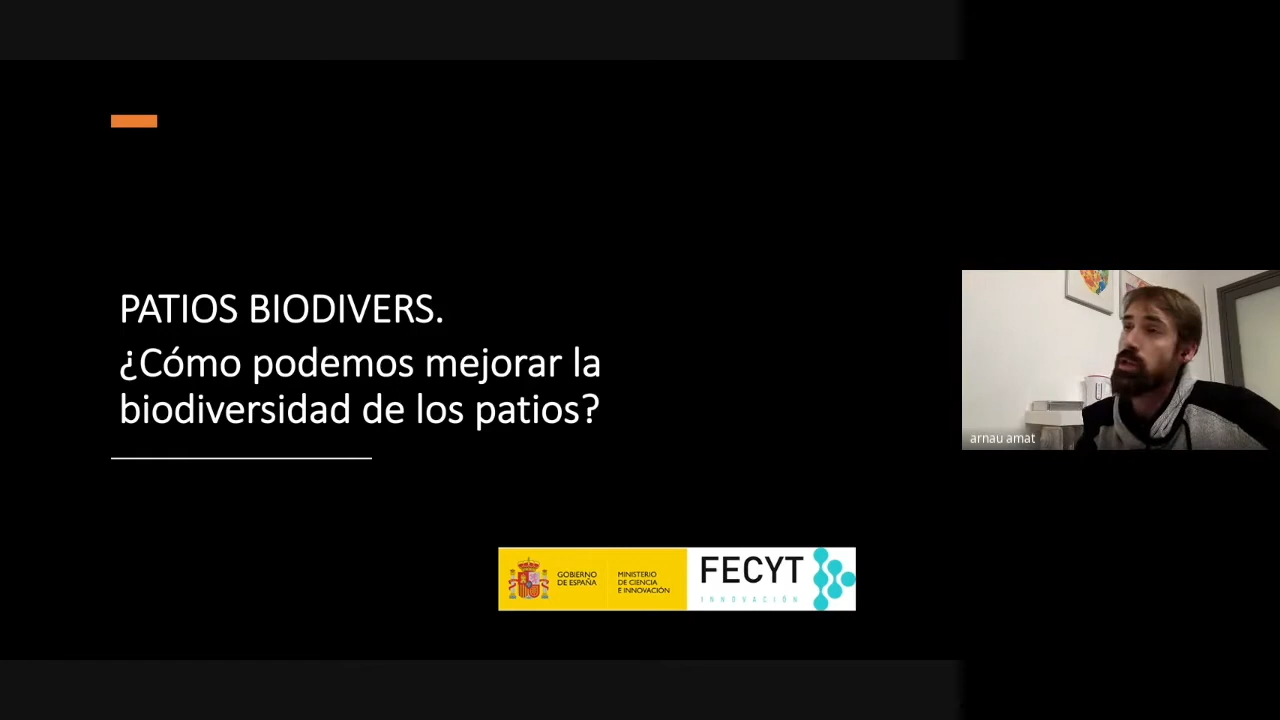 PATIOS BIODIVERS.
¿Cómo podemos mejorar la
biodiversidad de los patios?
arnau amat
GOBIERNO
DE ESPAÑA
MINISTERIO
DE CIENCIA
E INNOVACIÓN
FECYT
INNOVACIÓN